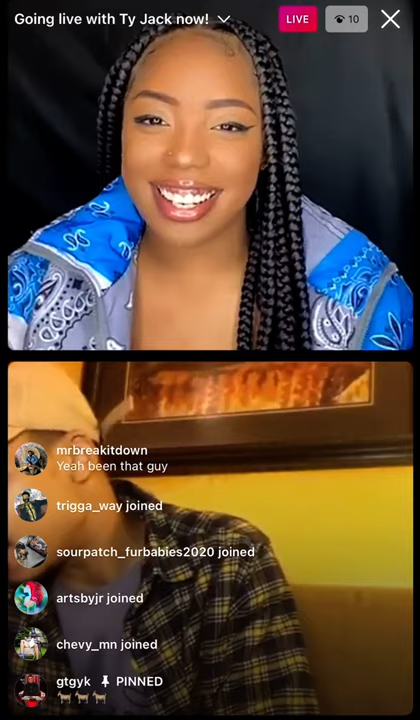 Going live with Ty Jack now!
LIVE
10
mrbreakitdown
Yeah been that guy
trigga_way joined
sourpatch_furbabies2020 joined
artsbyjr joined
chevy_mn joined
gtgyk 📌 PINNED
🐐🐐🐐